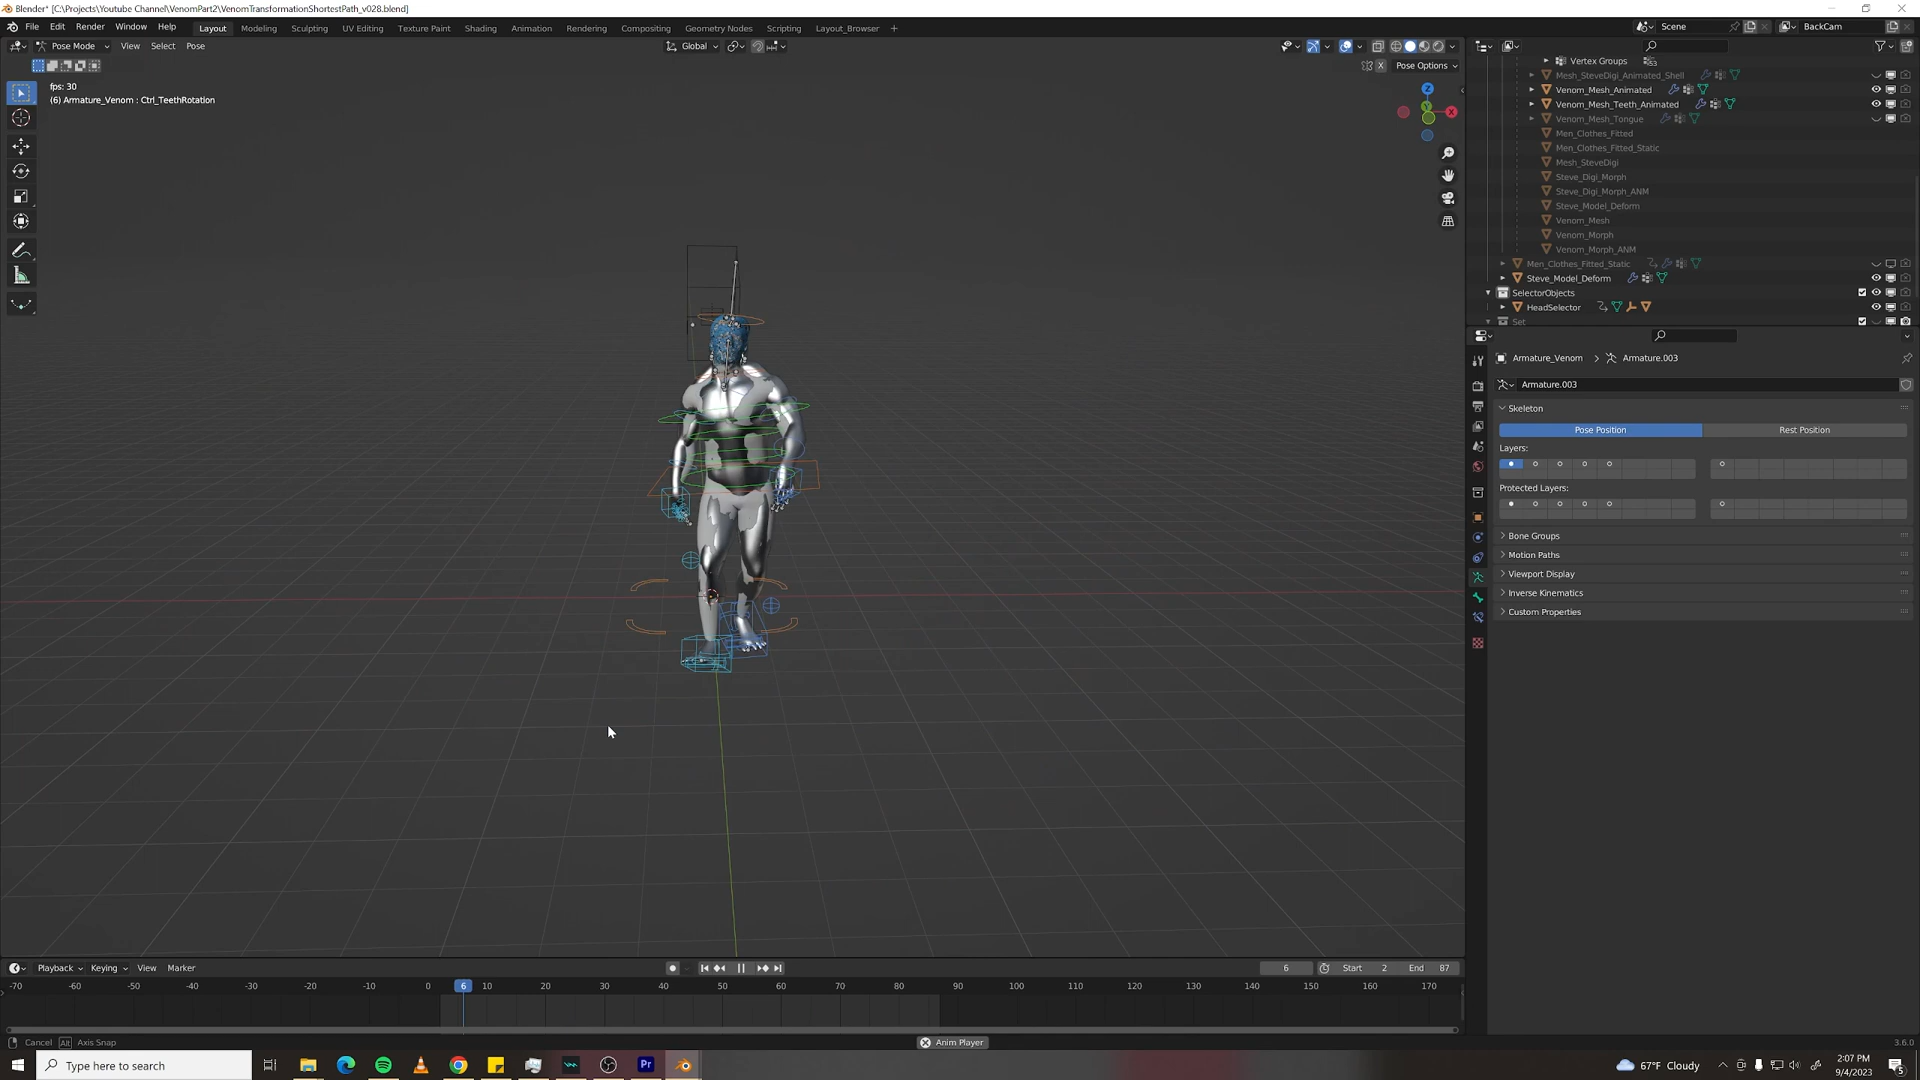 Blender* [C:\Projects\Youtube Channel\VenomPart2\VenomTransformationShortestPath_v028.blend]
File Edit Render Window Help Layout Modeling Sculpting UV Editing Texture Paint Shading Animation Rendering Compositing Geometry Nodes Scripting Layout_Browser + Scene BackCam
Pose Mode View Select Pose Global
X Pose Options
fps: 30
(6) Armature_Venom : Ctrl_TeethRotation
Z
Y
X
Vertex Groups
Mesh_SteveDigi_Animated_Shell
Venom_Mesh_Animated
Venom_Mesh_Teeth_Animated
Venom_Mesh_Tongue
Men_Clothes_Fitted
Men_Clothes_Fitted_Static
Mesh_SteveDigi
Steve_Digi_Morph
Steve_Digi_Morph_ANM
Steve_Model_Deform
Venom_Mesh
Venom_Morph
Venom_Morph_ANM
Men_Clothes_Fitted_Static
Steve_Model_Deform
SelectorObjects
HeadSelector
Set
Armature_Venom > Armature.003
Armature.003
Skeleton
Pose Position Rest Position
Layers:
Protected Layers:
Bone Groups
Motion Paths
Viewport Display
Inverse Kinematics
Custom Properties
Playback Keying View Marker 6 Start 2 End 87
-70 -60 -50 -40 -30 -20 -10 0 6 10 20 30 40 50 60 70 80 90 100 110 120 130 140 150 160 170
Cancel Alt Axis Snap Anim Player 3.6.0
Type here to search Pr 67°F Cloudy 2:07 PM
9/4/2023 5